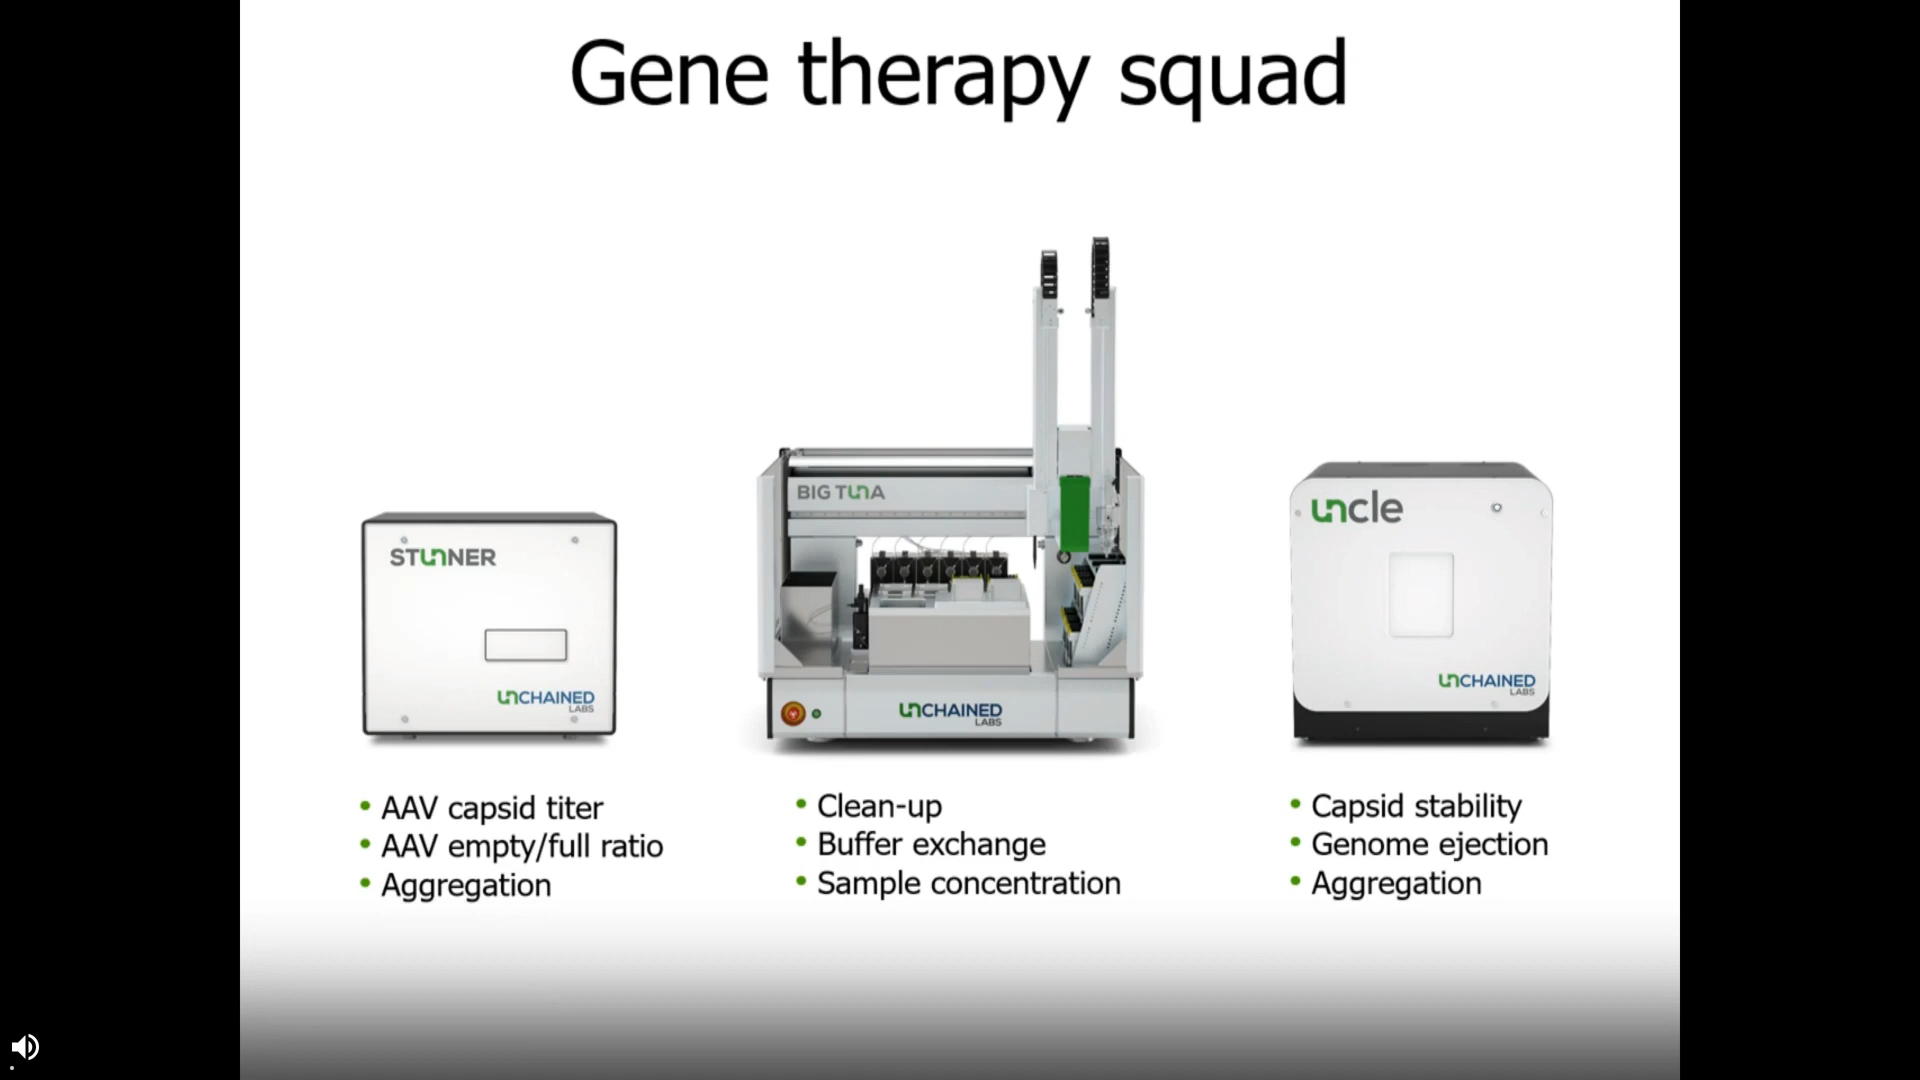 Gene therapy squad
STUNNER
UNCHAINED
LABS
• AAV capsid titer
• AAV empty/full ratio
• Aggregation
BIG TUNA
UNCHAINED
LABS
• Clean-up
• Buffer exchange
• Sample concentration
uncle
UNCHAINED
LABS
• Capsid stability
• Genome ejection
• Aggregation